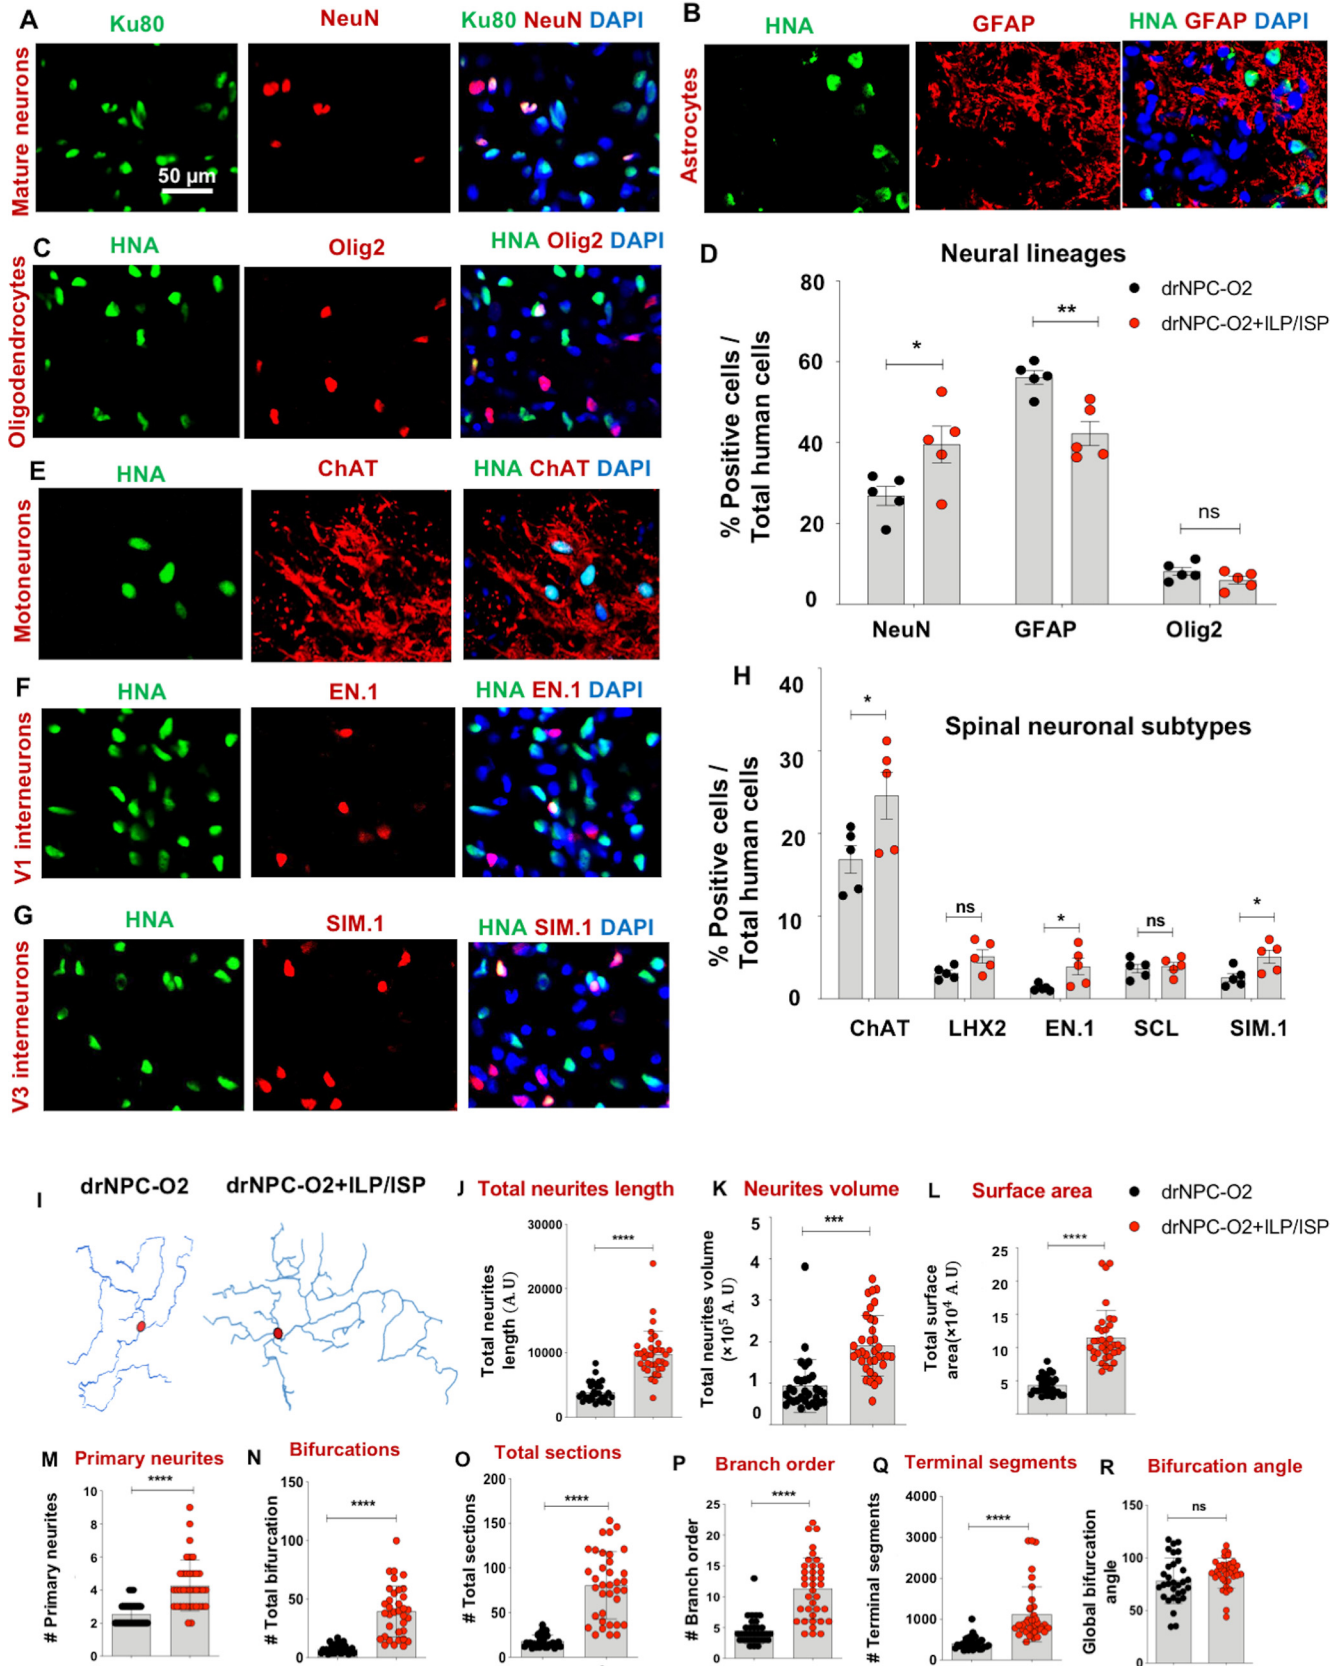 A
Ku80
NeuN
Ku80 NeuN DAPI
Mature neurons
50 µm
B
HNA
GFAP
HNA GFAP DAPI
Astrocytes
C
HNA
Olig2
HNA Olig2 DAPI
Oligodendrocytes
D
Neural lineages
drNPC-O2
drNPC-O2+ILP/ISP
% Positive cells /
Total human cells
80
60
40
20
0
*
**
ns
NeuN
GFAP
Olig2
E
HNA
ChAT
HNA ChAT DAPI
Motoneurons
F
HNA
EN.1
HNA EN.1 DAPI
V1 interneurons
G
HNA
SIM.1
HNA SIM.1 DAPI
V3 interneurons
H
Spinal neuronal subtypes
% Positive cells /
Total human cells
40
30
20
10
0
*
ns
*
ns
*
ChAT
LHX2
EN.1
SCL
SIM.1
I
drNPC-O2
drNPC-O2+ILP/ISP
J
Total neurites length
Total neurites
length (A.U)
30000
20000
10000
0
****
K
Neurites volume
Total neurites volume
(×10⁵ A.U)
5
4
3
2
1
0
***
L
Surface area
Total surface
area(×10⁴ A.U)
25
20
15
10
5
****
drNPC-O2
drNPC-O2+ILP/ISP
M
Primary neurites
# Primary neurites
10
8
6
4
2
0
****
N
Bifurcations
# Total bifurcation
150
100
50
0
****
O
Total sections
# Total sections
200
150
100
50
0
****
P
Branch order
# Branch order
25
20
15
10
5
0
****
Q
Terminal segments
# Terminal segments
4000
3000
2000
1000
0
****
R
Bifurcation angle
Global bifurcation
angle
150
100
50
0
ns